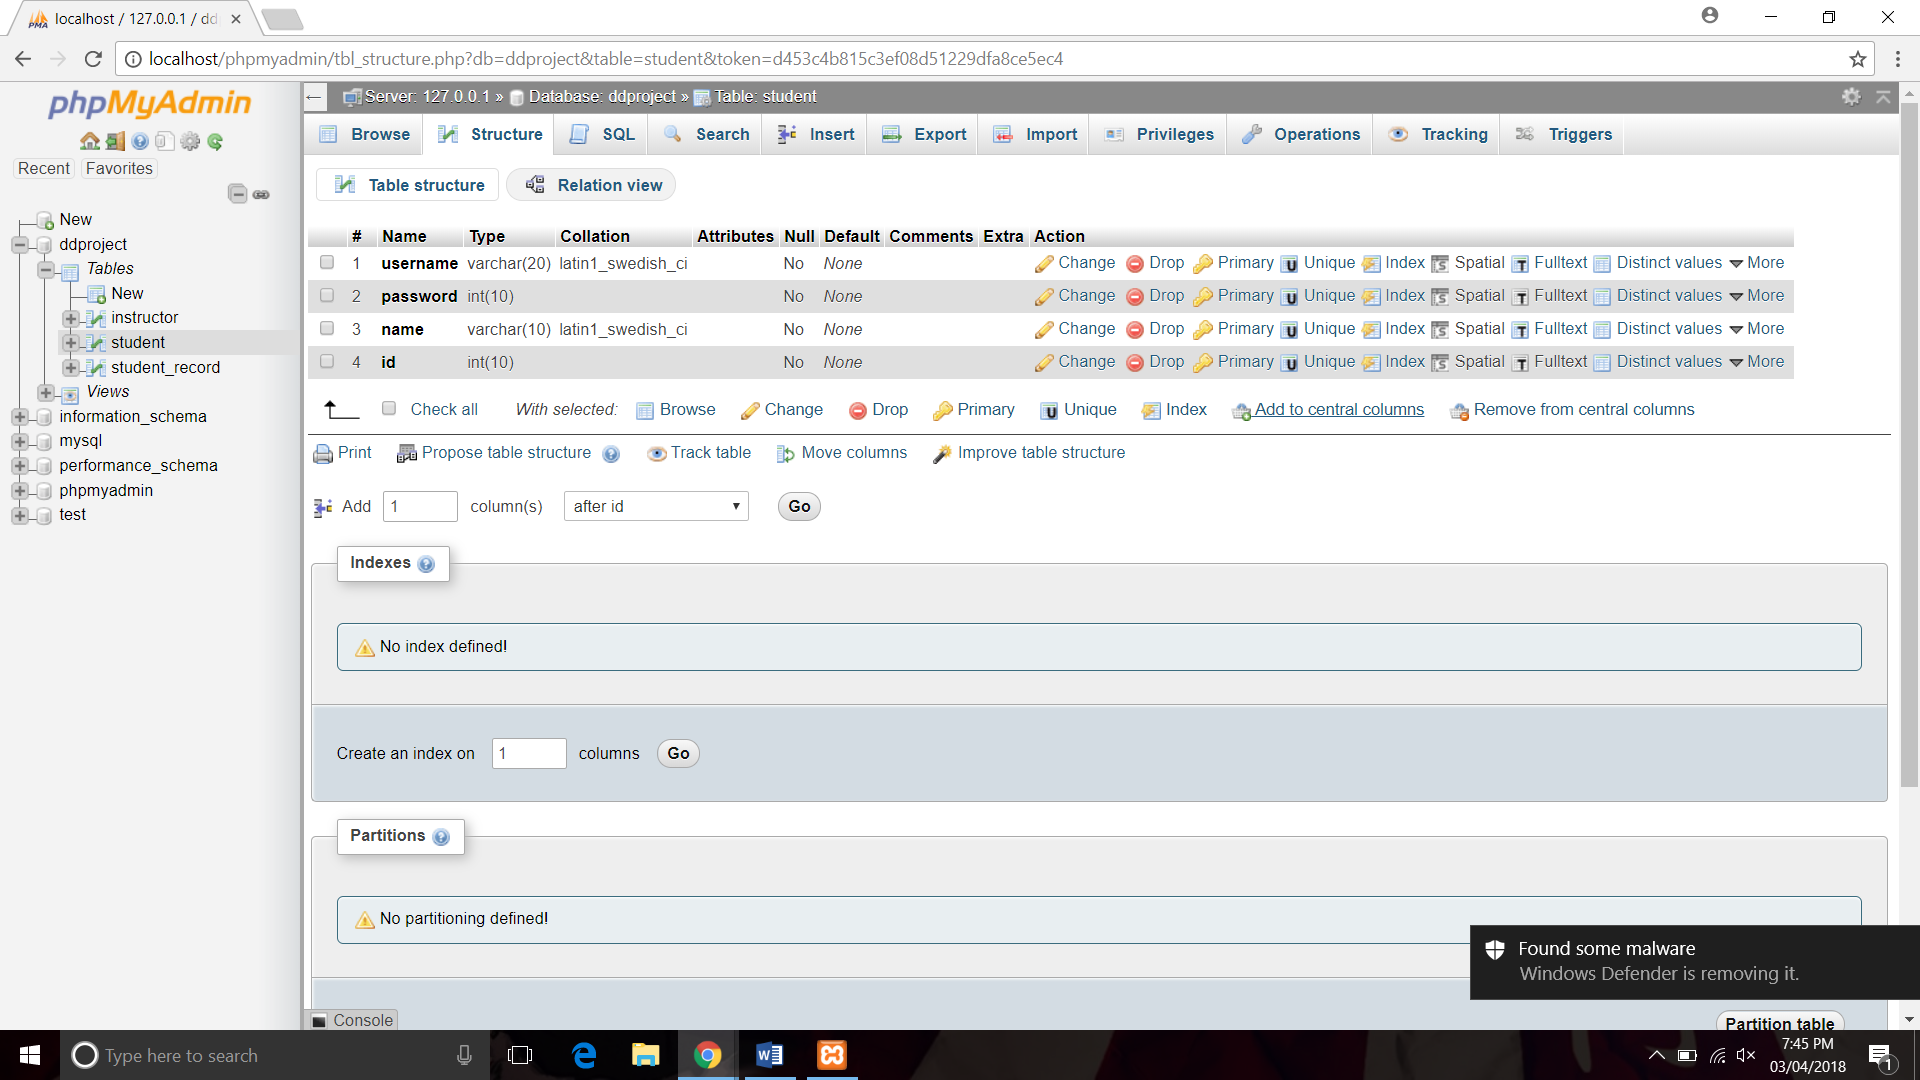 localhost / 127.0.0.1 / dd
localhost/phpmyadmin/tbl_structure.php?db=ddproject&table=student&token=d453c4b815c3ef08d51229dfa8ce5ec4
phpMyAdmin
Recent Favorites
New
ddproject
Tables
New
instructor
student
student_record
Views
information_schema
mysql
performance_schema
phpmyadmin
test
Server: 127.0.0.1 » Database: ddproject » Table: student
Browse Structure SQL Search Insert Export Import Privileges Operations Tracking Triggers
Table structure Relation view
# Name Type Collation Attributes Null Default Comments Extra Action
1 username varchar(20) latin1_swedish_ci No None Change Drop Primary Unique Index Spatial Fulltext Distinct values More
2 password int(10) No None Change Drop Primary Unique Index Spatial Fulltext Distinct values More
3 name varchar(10) latin1_swedish_ci No None Change Drop Primary Unique Index Spatial Fulltext Distinct values More
4 id int(10) No None Change Drop Primary Unique Index Spatial Fulltext Distinct values More
Check all With selected: Browse Change Drop Primary Unique Index Add to central columns Remove from central columns
Print Propose table structure Track table Move columns Improve table structure
Add 1 column(s) after id Go
Indexes
No index defined!
Create an index on 1 columns Go
Partitions
No partitioning defined!
Partition table
Console
Found some malware
Windows Defender is removing it.
Type here to search
7:45 PM
03/04/2018
1